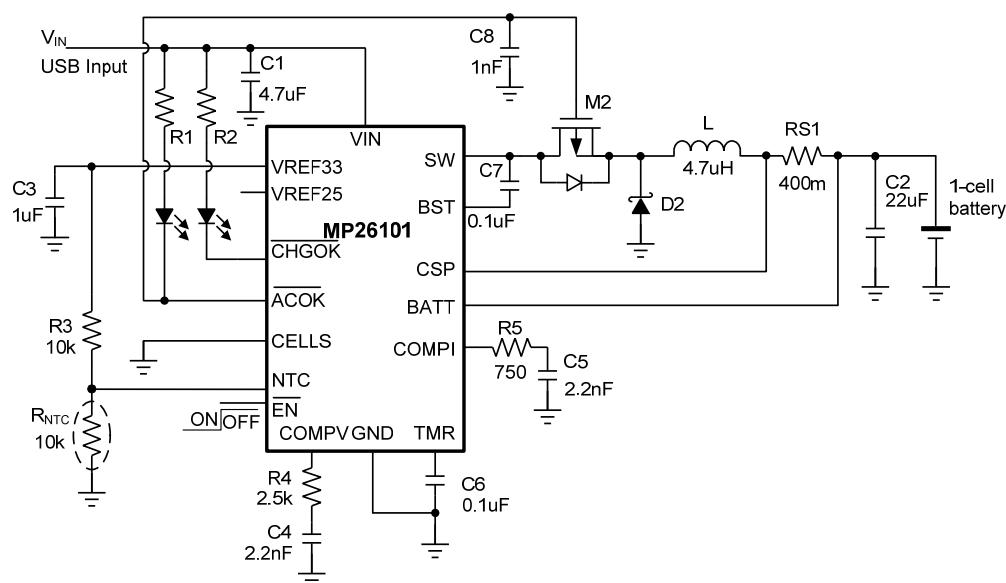 V_IN
USB Input
C1
4.7uF
C8
1nF
M2
L
4.7uH
RS1
400m
R1
R2
C3
1uF
VIN
VREF33
VREF25
MP26101
CHGOK
ACOK
CELLS
NTC
EN
ON OFF
COMPV GND TMR
SW
BST
CSP
BATT
COMPI
C7
0.1uF
D2
C2
22uF
1-cell
battery
R3
10k
R_NTC
10k
R5
750
C5
2.2nF
R4
2.5k
C4
2.2nF
C6
0.1uF